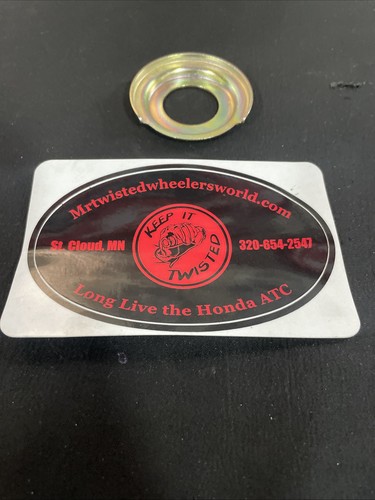 Mrtwistedwheelersworld.com
St. Cloud, MN
KEEP IT
TWISTED
320-654-2547
Long Live the Honda ATC